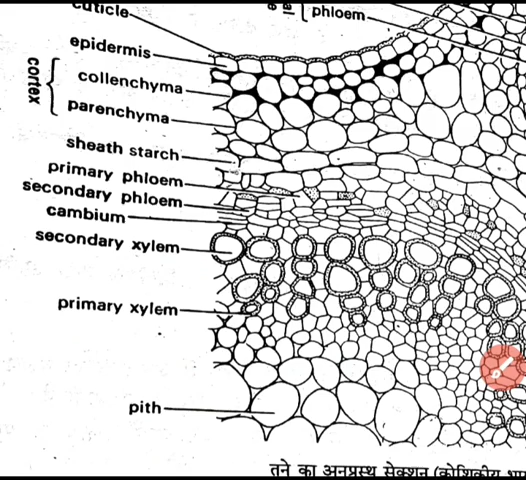 cuticle
phloem
epidermis
collenchyma
cortex
parenchyma
sheath starch
primary phloem
secondary phloem
cambium
secondary xylem
primary xylem
pith
तने का अनुप्रस्थ सेक्शन (कोशिकीय